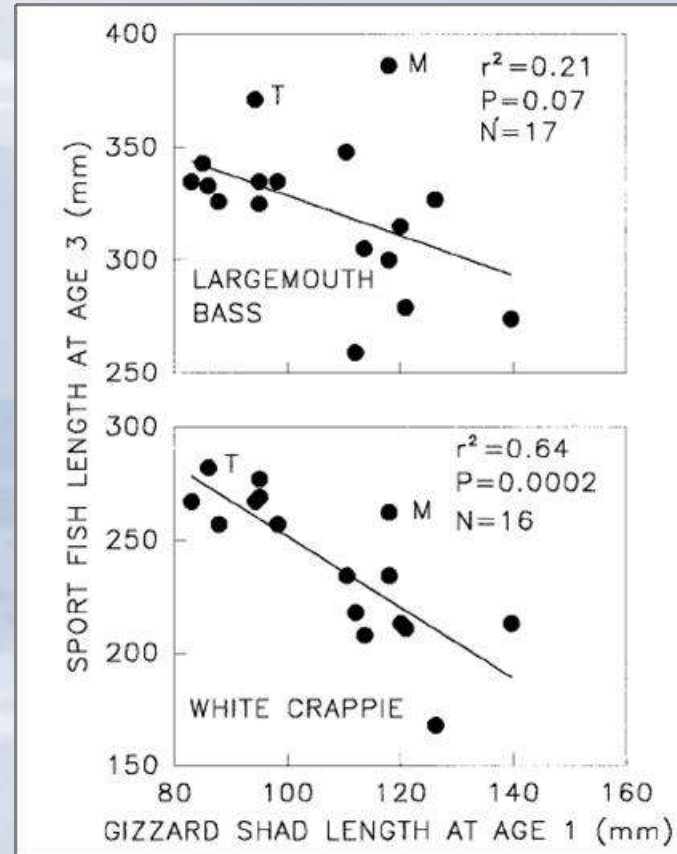 SPORT FISH LENGTH AT AGE 3 (mm)
400
350
300
250
T
M
r²=0.21
P=0.07
N=17
LARGEMOUTH
BASS
300
250
200
150
T
M
r²=0.64
P=0.0002
N=16
WHITE CRAPPIE
80
100
120
140
160
GIZZARD SHAD LENGTH AT AGE 1 (mm)